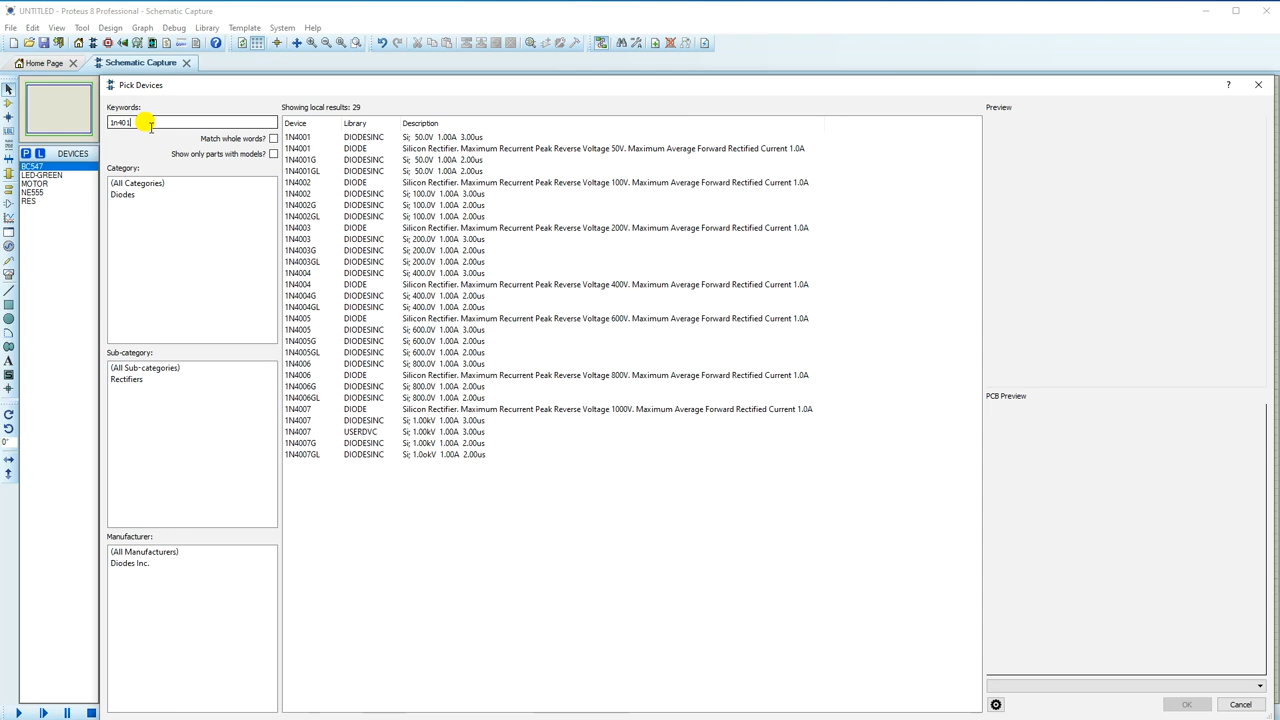 UNTITLED - Proteus 8 Professional - Schematic Capture
File Edit View Tool Design Graph Debug Library Template System Help
Home Page Schematic Capture
Pick Devices
Keywords:
1n401
Match whole words?
Show only parts with models?
Category:
(All Categories)
Diodes
Sub-category:
(All Sub-categories)
Rectifiers
Manufacturer:
(All Manufacturers)
Diodes Inc.
P L DEVICES
BC547
LED-GREEN
MOTOR
NE555
RES
0°
Showing local results: 29
Device Library Description
1N4001 DIODESINC Si; 50.0V 1.00A 3.00us
1N4001 DIODE Silicon Rectifier. Maximum Recurrent Peak Reverse Voltage 50V. Maximum Average Forward Rectified Current 1.0A
1N4001G DIODESINC Si; 50.0V 1.00A 2.00us
1N4001GL DIODESINC Si; 50.0V 1.00A 2.00us
1N4002 DIODE Silicon Rectifier. Maximum Recurrent Peak Reverse Voltage 100V. Maximum Average Forward Rectified Current 1.0A
1N4002 DIODESINC Si; 100.0V 1.00A 3.00us
1N4002G DIODESINC Si; 100.0V 1.00A 2.00us
1N4002GL DIODESINC Si; 100.0V 1.00A 2.00us
1N4003 DIODE Silicon Rectifier. Maximum Recurrent Peak Reverse Voltage 200V. Maximum Average Forward Rectified Current 1.0A
1N4003 DIODESINC Si; 200.0V 1.00A 3.00us
1N4003G DIODESINC Si; 200.0V 1.00A 2.00us
1N4003GL DIODESINC Si; 200.0V 1.00A 2.00us
1N4004 DIODESINC Si; 400.0V 1.00A 3.00us
1N4004 DIODE Silicon Rectifier. Maximum Recurrent Peak Reverse Voltage 400V. Maximum Average Forward Rectified Current 1.0A
1N4004G DIODESINC Si; 400.0V 1.00A 2.00us
1N4004GL DIODESINC Si; 400.0V 1.00A 2.00us
1N4005 DIODE Silicon Rectifier. Maximum Recurrent Peak Reverse Voltage 600V. Maximum Average Forward Rectified Current 1.0A
1N4005 DIODESINC Si; 600.0V 1.00A 3.00us
1N4005G DIODESINC Si; 600.0V 1.00A 2.00us
1N4005GL DIODESINC Si; 600.0V 1.00A 2.00us
1N4006 DIODESINC Si; 800.0V 1.00A 3.00us
1N4006 DIODE Silicon Rectifier. Maximum Recurrent Peak Reverse Voltage 800V. Maximum Average Forward Rectified Current 1.0A
1N4006G DIODESINC Si; 800.0V 1.00A 2.00us
1N4006GL DIODESINC Si; 800.0V 1.00A 2.00us
1N4007 DIODE Silicon Rectifier. Maximum Recurrent Peak Reverse Voltage 1000V. Maximum Average Forward Rectified Current 1.0A
1N4007 DIODESINC Si; 1.00kV 1.00A 3.00us
1N4007 USERDVC Si; 1.00kV 1.00A 3.00us
1N4007G DIODESINC Si; 1.00kV 1.00A 2.00us
1N4007GL DIODESINC Si; 1.0okV 1.00A 2.00us
Preview
PCB Preview
OK Cancel